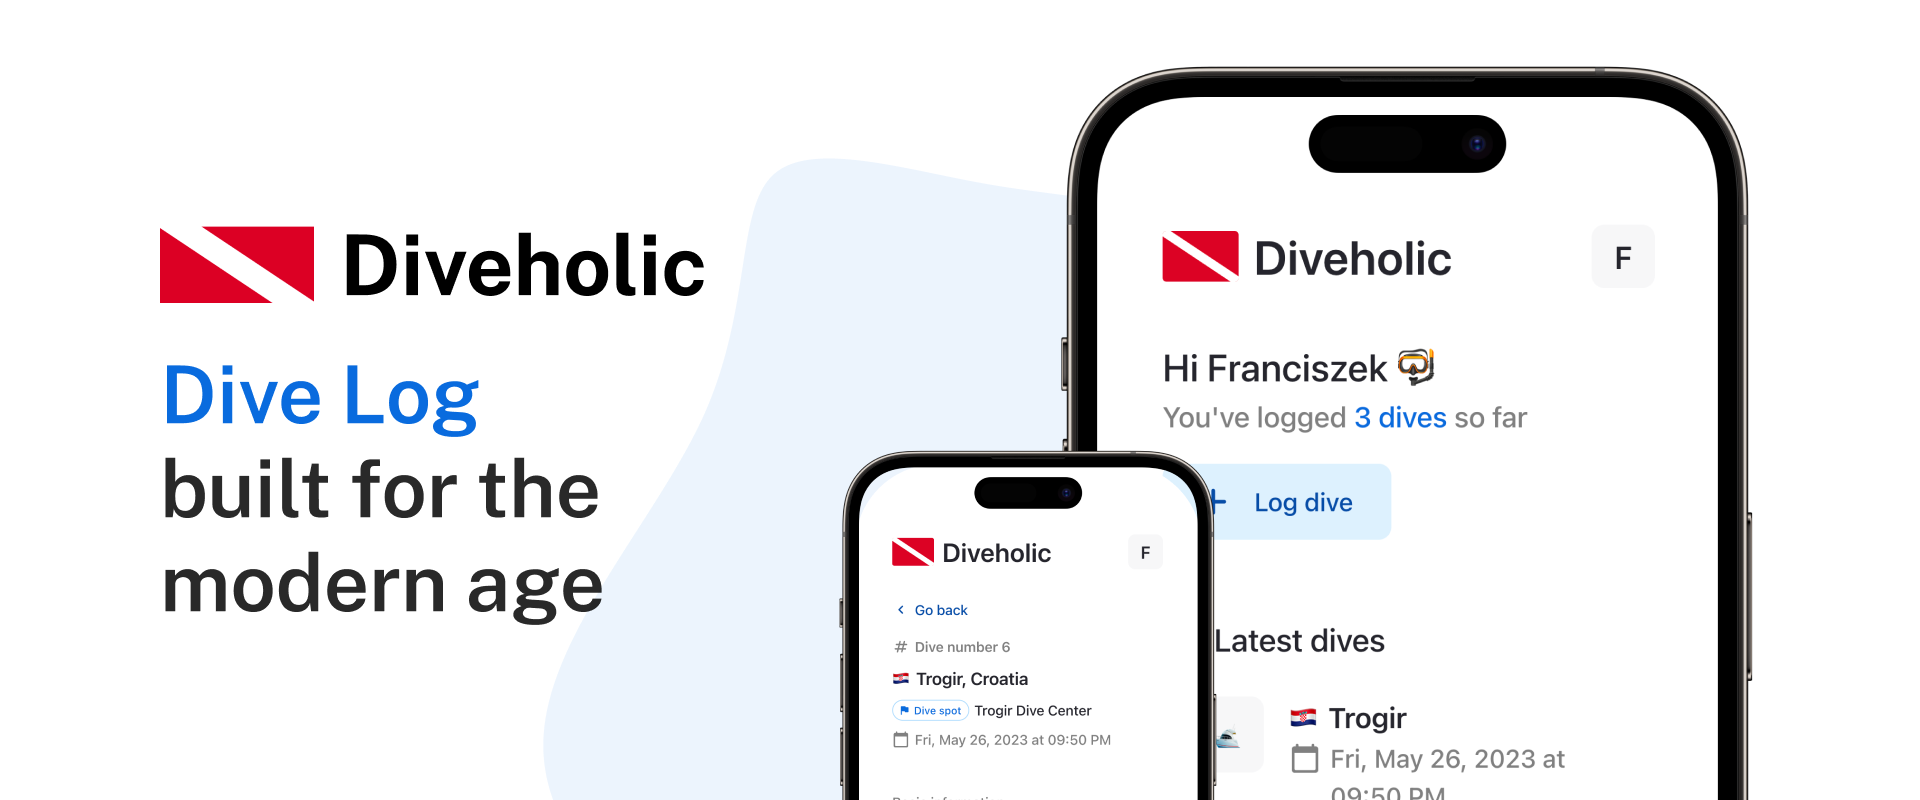 Diveholic
Dive Log
built for the
modern age
Diveholic
F
Hi Franciszek
You've logged 3 dives so far
+ Log dive
Latest dives
Trogir
Fri, May 26, 2023 at
09:50 PM
Diveholic
F
Go back
# Dive number 6
Trogir, Croatia
Dive spot Trogir Dive Center
Fri, May 26, 2023 at 09:50 PM